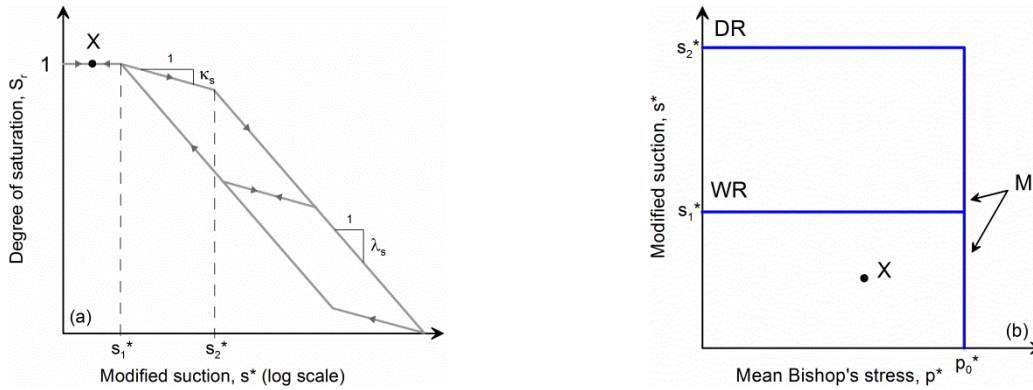 X
1
1
κs
1
λs
Degree of saturation, Sr
(a)
s1*
s2*
Modified suction, s* (log scale)
DR
s2*
WR
s1*
M
X
Modified suction, s*
(b)
Mean Bishop's stress, p*
p0*